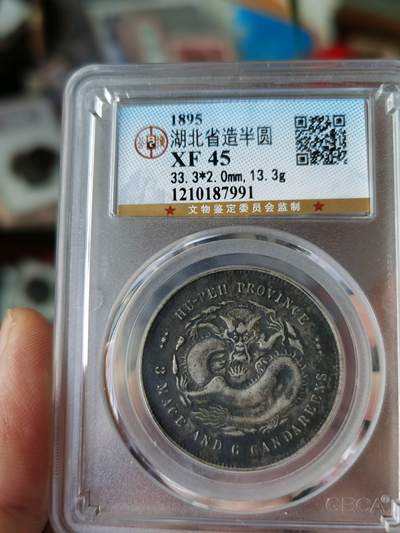 1895
湖北省造半圆
XF 45
33.3*2.0mm,13.3g
1210187991
★ 文物鉴定委员会监制 ★
HU-PEH PROVINCE
3 MACE AND 6 CANDAREENS
GBCA